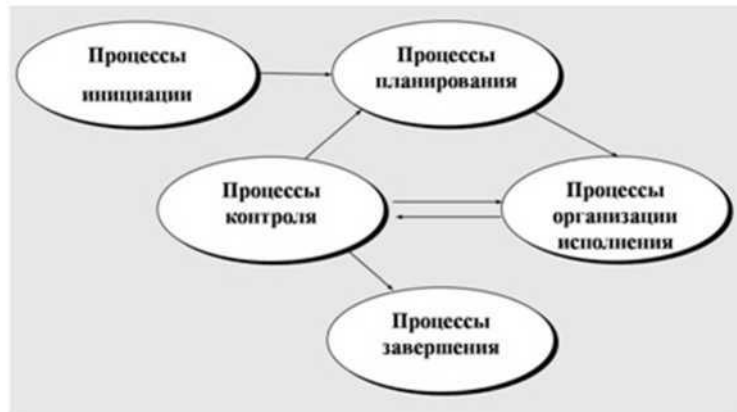 Процессы
инициации
Процессы
планирования
Процессы
контроля
Процессы
организации
исполнения
Процессы
завершения